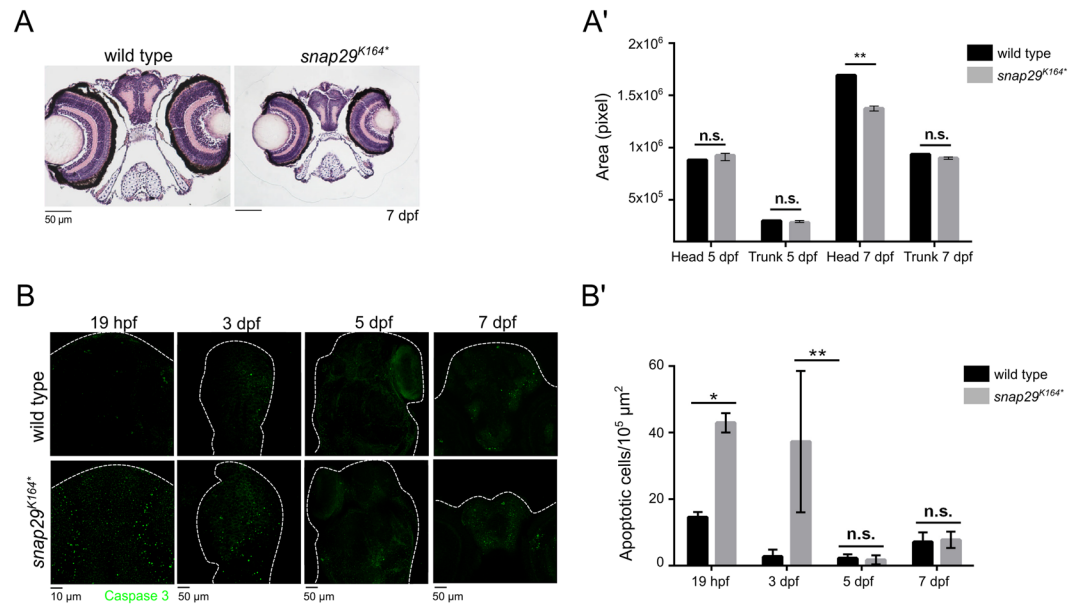 A
wild type
snap29K164*
50 µm
7 dpf
A'
Area (pixel)
2x10⁶
1.5x10⁶
1x10⁶
5x10⁵
n.s.
n.s.
**
n.s.
Head 5 dpf
Trunk 5 dpf
Head 7 dpf
Trunk 7 dpf
wild type
snap29K164*
B
19 hpf
3 dpf
5 dpf
7 dpf
wild type
snap29K164*
10 µm
Caspase 3
50 µm
50 µm
50 µm
B'
Apoptotic cells/10⁵ µm²
60
40
20
0
*
**
n.s.
n.s.
19 hpf
3 dpf
5 dpf
7 dpf
wild type
snap29K164*